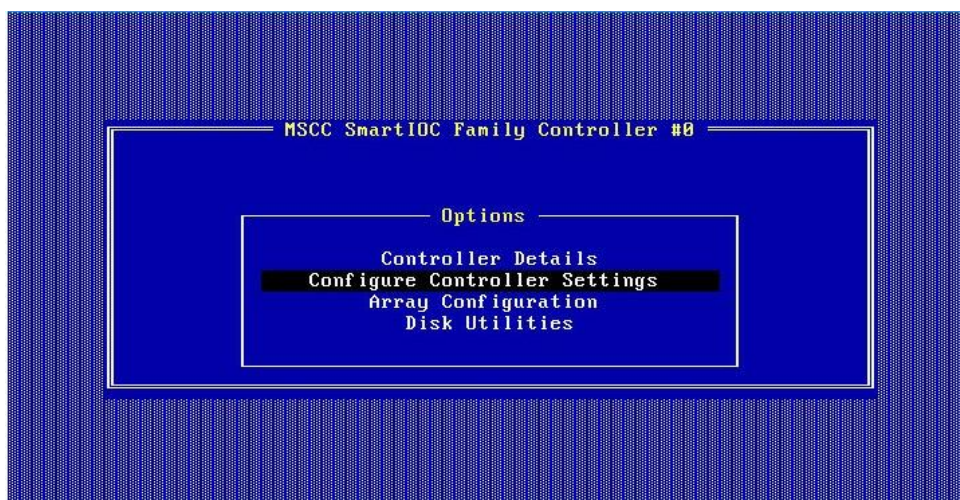 MSCC SmartIOC Family Controller #0
Options
Controller Details
Configure Controller Settings
Array Configuration
Disk Utilities